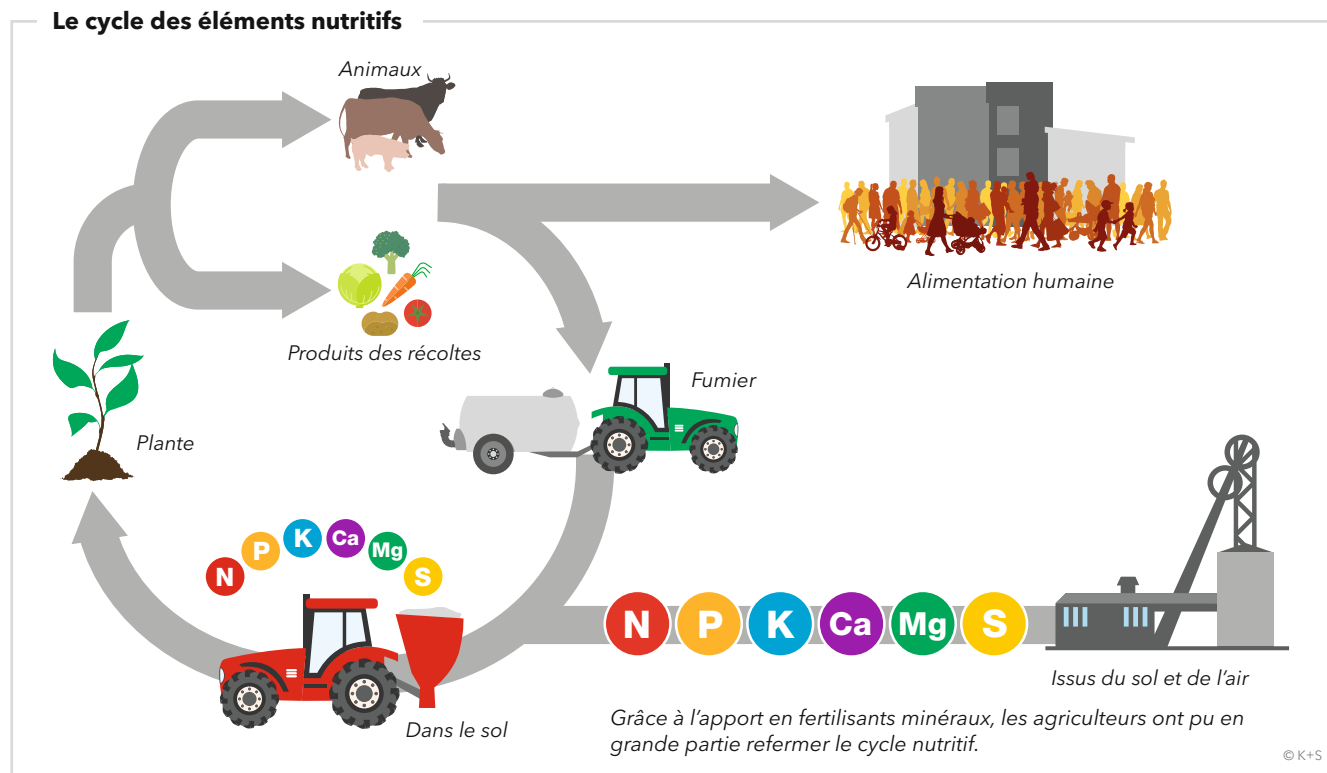 Le cycle des éléments nutritifs
Animaux
Alimentation humaine
Produits des récoltes
Fumier
Plante
N P K Ca Mg S
N P K Ca Mg S
Issus du sol et de l’air
Dans le sol
Grâce à l’apport en fertilisants minéraux, les agriculteurs ont pu en
grande partie refermer le cycle nutritif.
© K+S